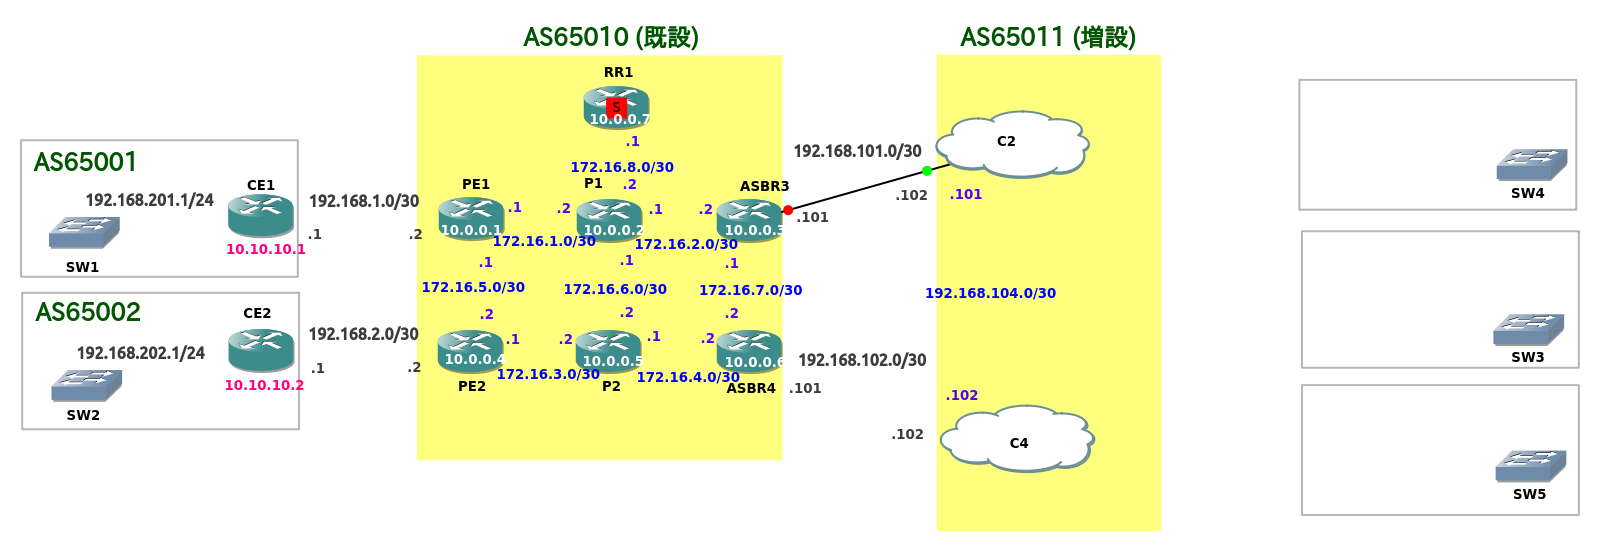 AS65010 (既設)
AS65011 (増設)
RR1
S
10.0.0.7
.1
172.16.8.0/30
.2
AS65001
192.168.201.1/24
CE1
10.10.10.1
SW1
192.168.1.0/30
.1
.2
PE1
10.0.0.1
.1
172.16.1.0/30
.2
P1
10.0.0.2
.1
172.16.2.0/30
.2
ASBR3
10.0.0.3
192.168.101.0/30
.101
.102
.101
C2
.1
172.16.5.0/30
.2
.1
172.16.6.0/30
.2
.1
172.16.7.0/30
.2
192.168.104.0/30
AS65002
192.168.202.1/24
CE2
10.10.10.2
SW2
192.168.2.0/30
.1
.2
10.0.0.4
PE2
.1
172.16.3.0/30
.2
10.0.0.5
P2
.1
172.16.4.0/30
.2
10.0.0.6
ASBR4
192.168.102.0/30
.101
.102
.102
C4
SW4
SW3
SW5